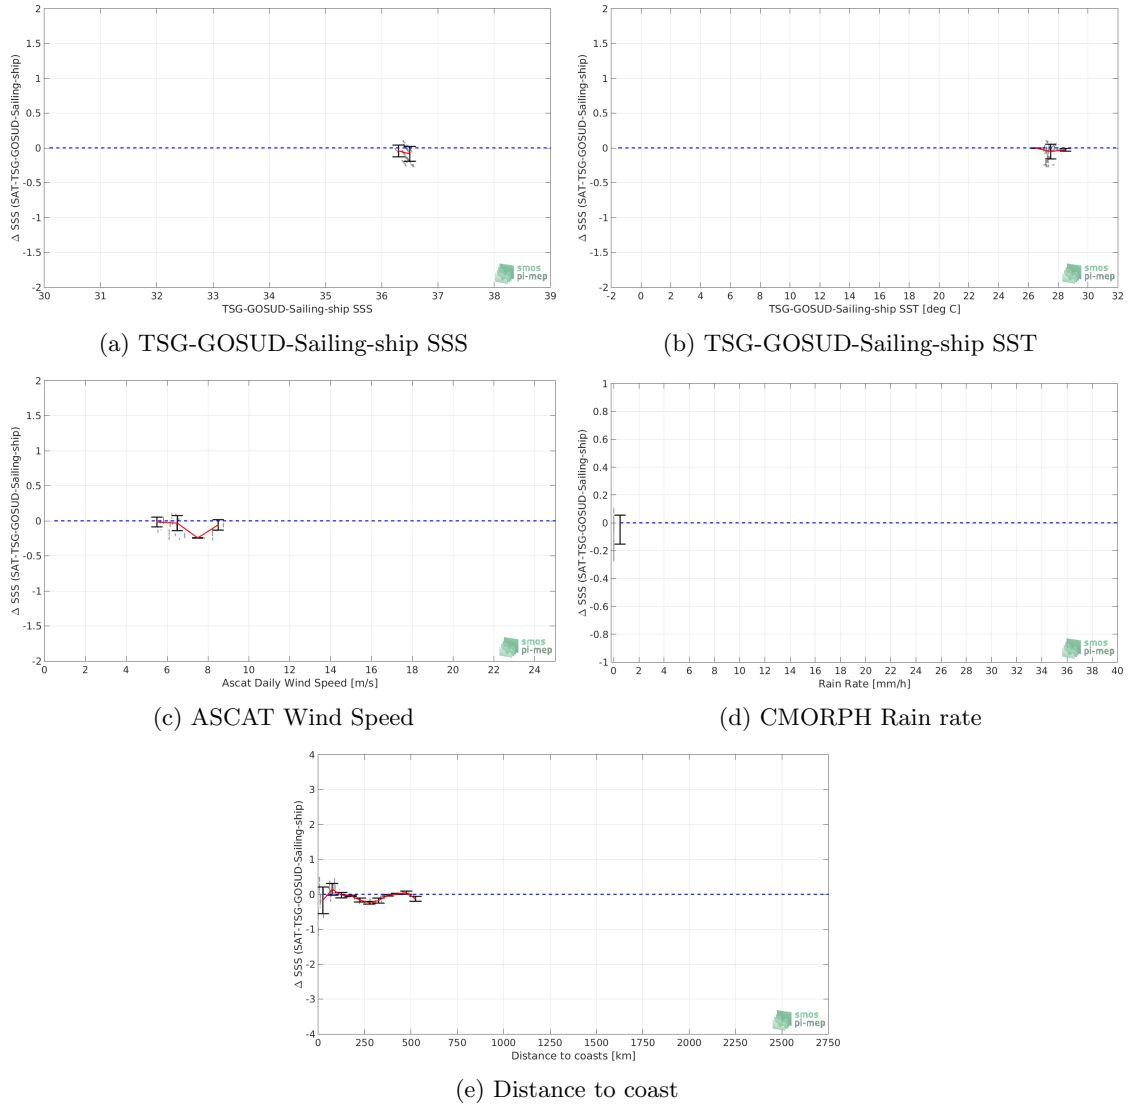 Δ SSS (SAT-TSG-GOSUD-Sailing-ship)
2
1.5
1
0.5
0
-0.5
-1
-1.5
-2
30 31 32 33 34 35 36 37 38 39
TSG-GOSUD-Sailing-ship SSS
smos
pi-mep
(a) TSG-GOSUD-Sailing-ship SSS
Δ SSS (SAT-TSG-GOSUD-Sailing-ship)
2
1.5
1
0.5
0
-0.5
-1
-1.5
-2
-2 0 2 4 6 8 10 12 14 16 18 20 22 24 26 28 30 32
TSG-GOSUD-Sailing-ship SST [deg C]
smos
pi-mep
(b) TSG-GOSUD-Sailing-ship SST
Δ SSS (SAT-TSG-GOSUD-Sailing-ship)
2
1.5
1
0.5
0
-0.5
-1
-1.5
-2
0 2 4 6 8 10 12 14 16 18 20 22 24
Ascat Daily Wind Speed [m/s]
smos
pi-mep
(c) ASCAT Wind Speed
Δ SSS (SAT-TSG-GOSUD-Sailing-ship)
1
0.8
0.6
0.4
0.2
0
-0.2
-0.4
-0.6
-0.8
-1
0 2 4 6 8 10 12 14 16 18 20 22 24 26 28 30 32 34 36 38 40
Rain Rate [mm/h]
smos
pi-mep
(d) CMORPH Rain rate
Δ SSS (SAT-TSG-GOSUD-Sailing-ship)
4
3
2
1
0
-1
-2
-3
-4
0 250 500 750 1000 1250 1500 1750 2000 2250 2500 2750
Distance to coasts [km]
smos
pi-mep
(e) Distance to coast